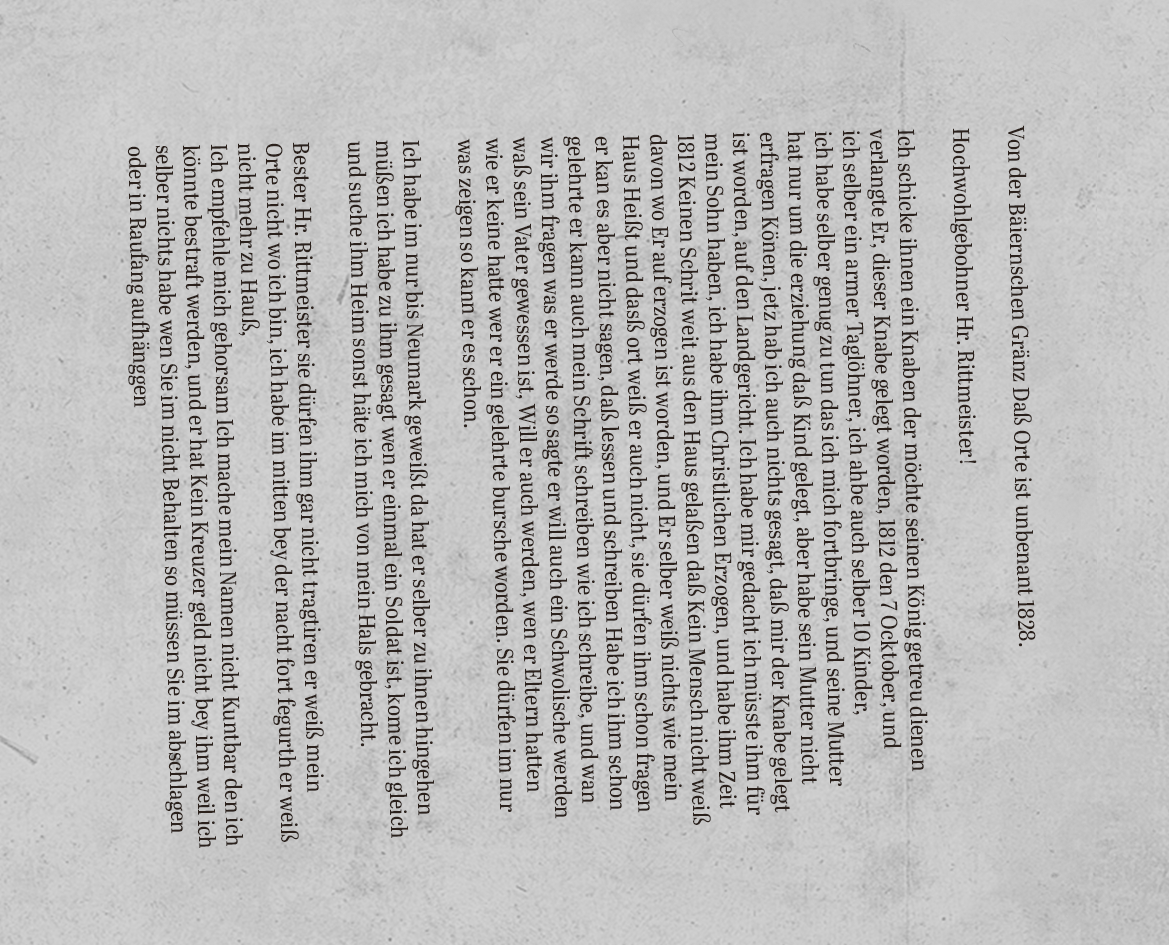 Von der Bäiernschen Gränz Daß Orte ist unbenant 1828.
Hochwohlgebohner Hr. Rittmeister!
Ich schicke ihnen ein Knaben der möchte seinen König getreu dienen
verlangte Er, dieser Knabe gelegt worden, 1812 den 7 Ocktober, und
ich selber ein armer Taglöhner, ich ahbe auch selber 10 Kinder,
ich habe selber genug zu tun das ich mich fortbringe, und seine Mutter
hat nur um die erziehung daß Kind gelegt, aber habe sein Mutter nicht
erfragen Könen, jetz hab ich auch nichts gesagt, daß mir der Knabe gelegt
ist worden, auf den Landgericht. Ich habe mir gedacht ich müsste ihm für
mein Sohn haben, ich habe ihm Christlichen Erzogen, und habe ihm Zeit
1812 Keinen Schrit weit aus den Haus gelaßen daß Kein Mensch nicht weiß
davon wo Er auf erzogen ist worden, und Er selber weiß nichts wie mein
Haus Heißt und dasß ort weiß er auch nicht, sie dürfen ihm schon fragen
er kan es aber nicht sagen, daß lessen und schreiben Habe ich ihm schon
gelehrte er kann auch mein Schrift schreiben wie ich schreibe, und wan
wir ihm fragen was er werde so sagte er will auch ein Schwolische werden
waß sein Vater gewessen ist, Will er auch werden, wen er Eltern hatten
wie er keine hatte wer er ein gelehrte bursche worden. Sie dürfen im nur
was zeigen so kann er es schon.
Ich habe im nur bis Neumark geweißt da hat er selber zu ihnen hingehen
müßen ich habe zu ihm gesagt wen er einmal ein Soldat ist, kome ich gleich
und suche ihm Heim sonst häte ich mich von mein-Hals gebracht.
Bester Hr. Rittmeister sie dürfen ihm gar nicht tragtiren er weiß mein
Orte nicht wo ich bin, ich habe im mitten bey der nacht fort fegurth er weiß
nicht mehr zu Hauß,
Ich empfehle mich gehorsam Ich mache mein Namen nicht Kuntbar den ich
könnte bestraft werden, und er hat Kein Kreuzer geld nicht bey ihm weil ich
selber nichts habe wen Sie im nicht Behalten so müssen Sie im abschlagen
oder in Raufang aufhänggen